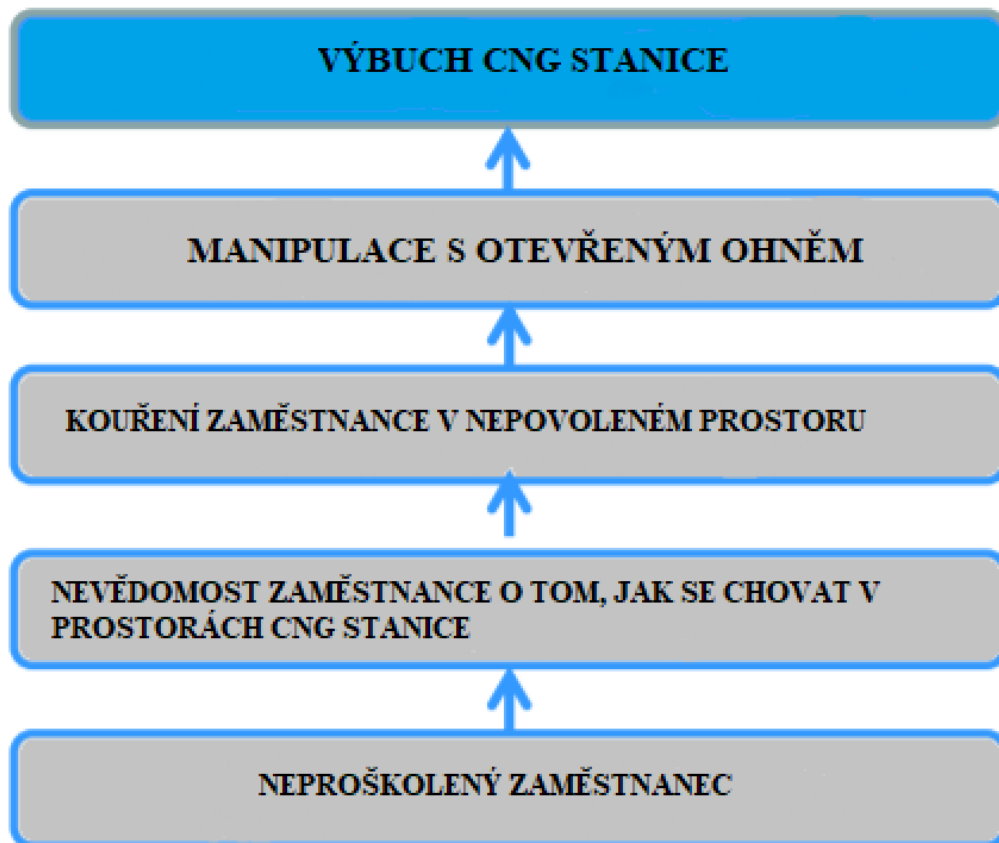 VÝBUCH CNG STANICE
MANIPULACE S OTEVŘENÝM OHNĚM
KOUŘENÍ ZAMĚSTNANCE V NEPOVOLENÉM PROSTORU
NEVĚDOMOST ZAMĚSTNANCE O TOM, JAK SE CHOVAT V
PROSTORÁCH CNG STANICE
NEPROŠKOLENÝ ZAMĚSTNANEC